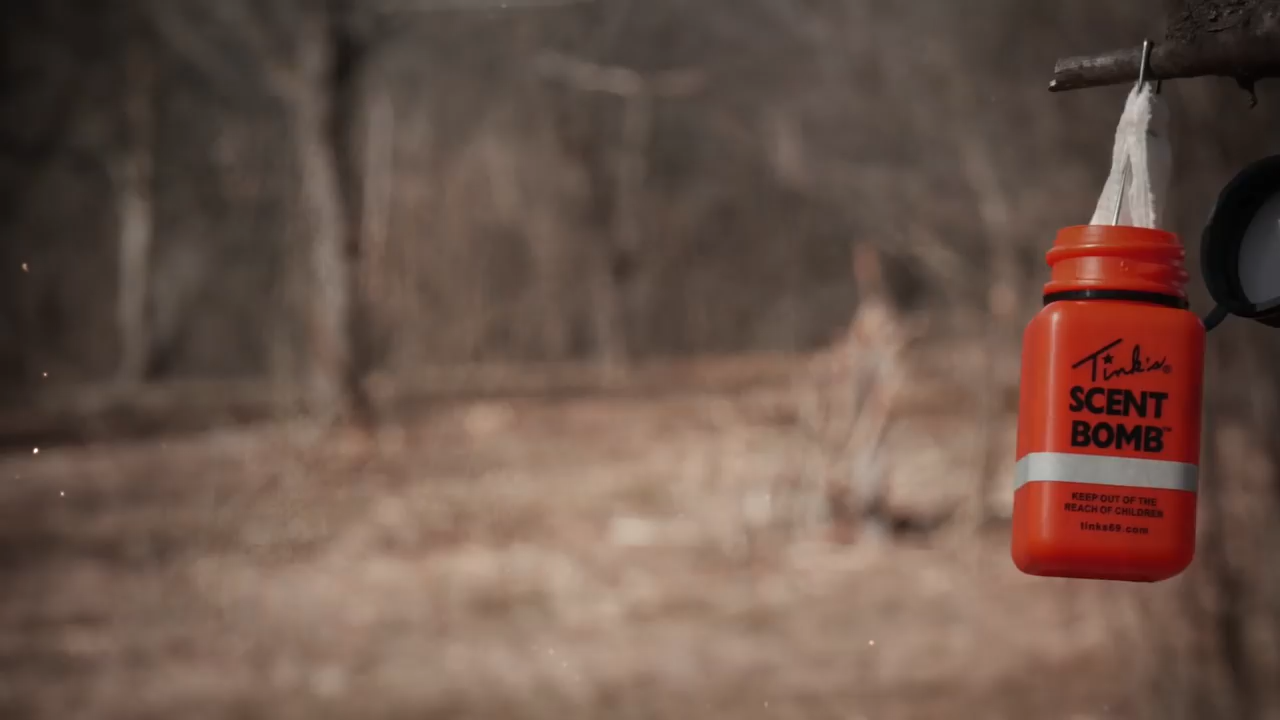 Tink's®
SCENT
BOMB™
KEEP OUT OF THE
REACH OF CHILDREN
tinks69.com